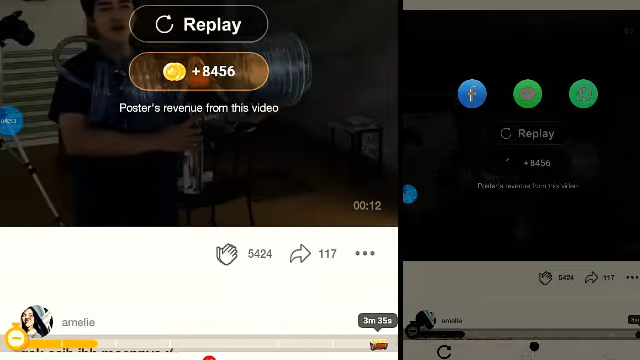 Replay
+8456
Poster's revenue from this video
00:12
5424
117
amelie
3m 35s
Replay
+8456
Poster's revenue from this video
5424
117
amelie